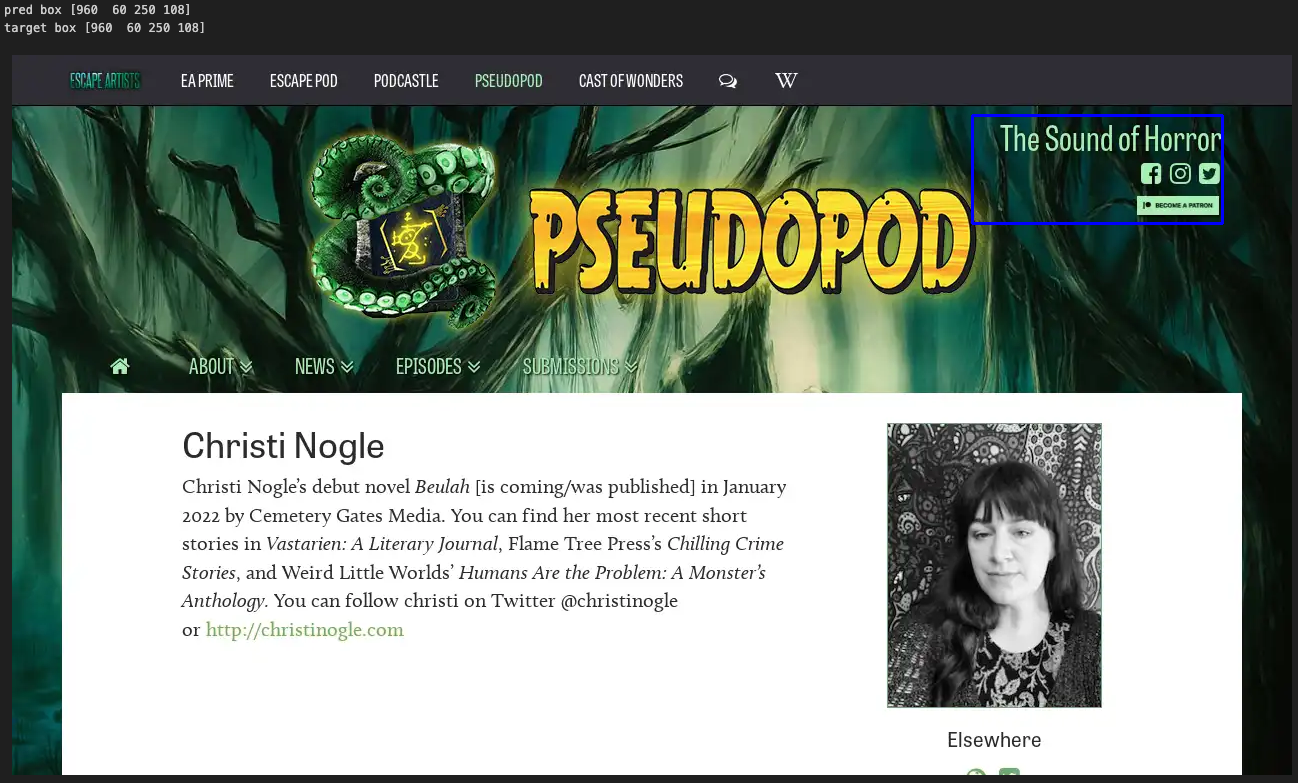 pred box [960  60 250 108]
target box [960  60 250 108]
ESCAPE ARTISTS EA PRIME ESCAPE POD PODCASTLE PSEUDOPOD CAST OF WONDERS W
The Sound of Horror
BECOME A PATRON
PSEUDOPOD
ABOUT NEWS EPISODES SUBMISSIONS
Christi Nogle
Christi Nogle’s debut novel Beulah [is coming/was published] in January
2022 by Cemetery Gates Media. You can find her most recent short
stories in Vastarien: A Literary Journal, Flame Tree Press’s Chilling Crime
Stories, and Weird Little Worlds’ Humans Are the Problem: A Monster’s
Anthology. You can follow christi on Twitter @christinogle
or http://christinogle.com
Elsewhere